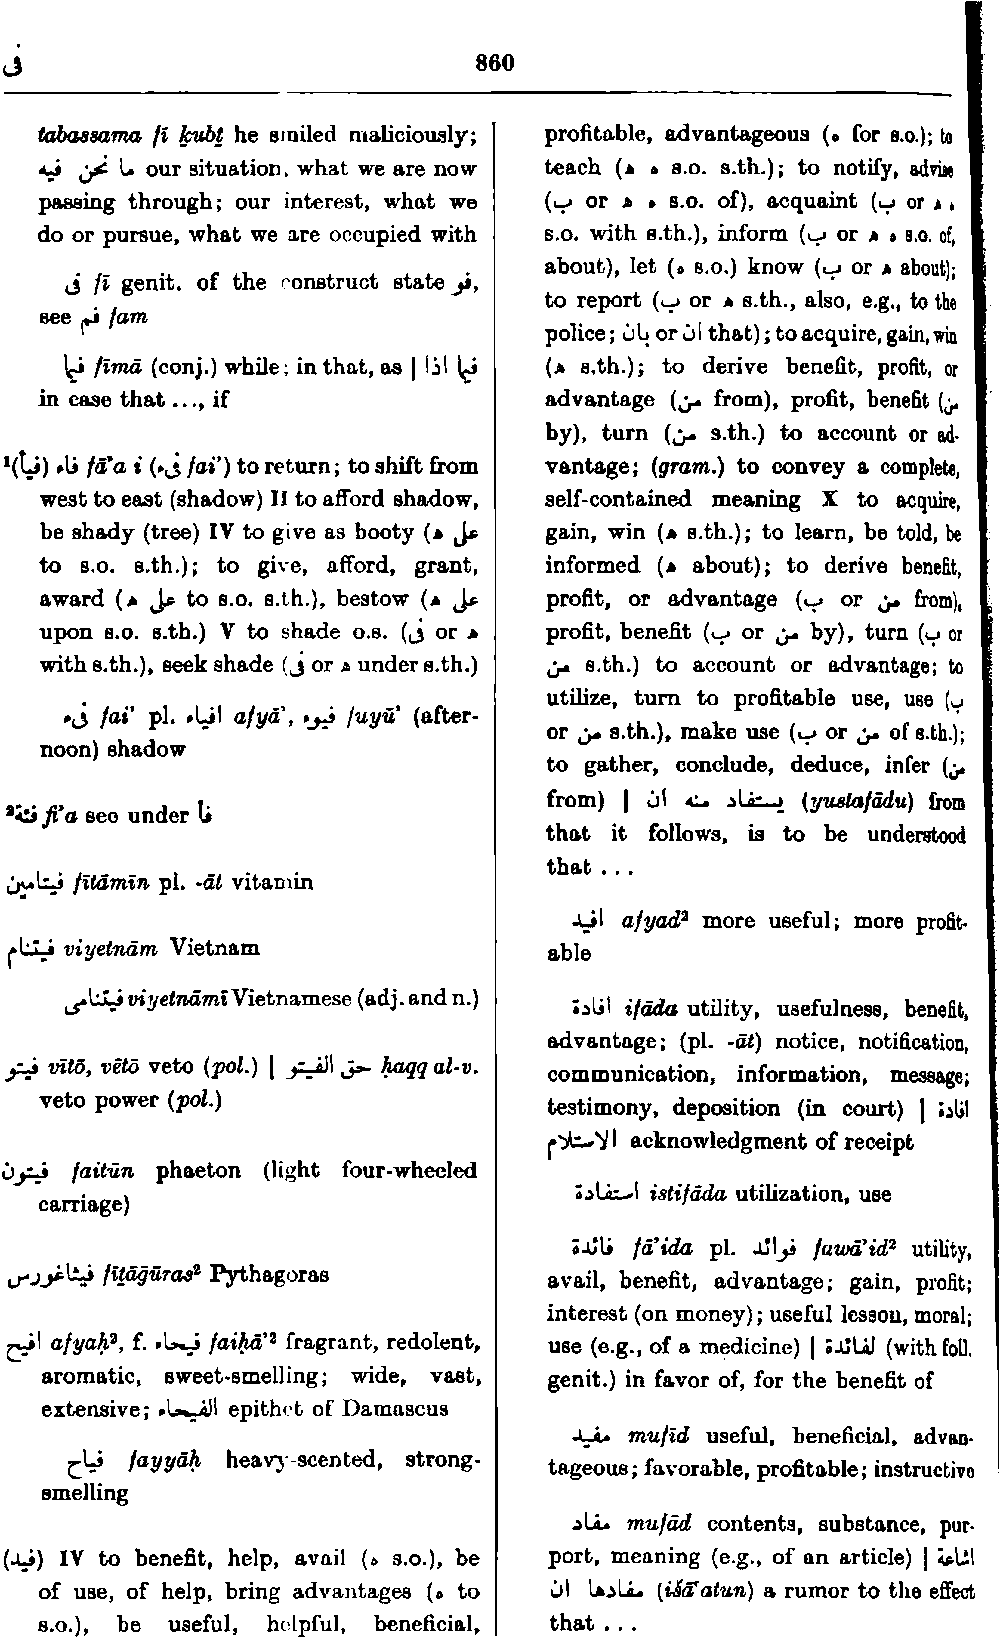 فى
860
tabassama fī ḵubṯ he smiled maliciously;
ما نحن فيه our situation, what we are now
passing through; our interest, what we
do or pursue, what we are occupied with
فى fī genit. of the construct state فو,
see فم fam
فيما fīmā (conj.) while; in that, as | فيما اذا
in case that ..., if
¹(فيأ) فاء fā’a i (فىء fai’) to return; to shift from
west to east (shadow) II to afford shadow,
be shady (tree) IV to give as booty (ه على
to s.o. s.th.); to give, afford, grant,
award (ه على to s.o. s.th.), bestow (ه على
upon s.o. s.th.) V to shade o.s. (فى or ه
with s.th.), seek shade (فى or ه under s.th.)
فىء fai’ pl. افياء afyā’, فيوء fuyū’ (after-
noon) shadow
²فئة fi’a see under فأ
فيتامين fītāmīn pl. -āt vitamin
فيتنام viyetnām Vietnam
فيتنامى viyetnāmī Vietnamese (adj. and n.)
فيتو vītō, vētō veto (pol.) | حق الفيتو ḥaqq al-v.
veto power (pol.)
فيتون faitūn phaeton (light four-wheeled
carriage)
فيثاغورس fīṯāḡūras² Pythagoras
افيح afyaḥ², f. فيحاء faiḥā’² fragrant, redolent,
aromatic, sweet-smelling; wide, vast,
extensive; الفيحاء epithet of Damascus
فياح fayyāḥ heavy-scented, strong-
smelling
(فيد) IV to benefit, help, avail (ه s.o.), be
of use, of help, bring advantages (ه to
s.o.), be useful, helpful, beneficial,
profitable, advantageous (ه for s.o.); to
teach (ه ه s.o. s.th.); to notify, advise
(ب or ه ه s.o. of), acquaint (ب or ه ه
s.o. with s.th.), inform (ب or ه ه s.o. of,
about), let (ه s.o.) know (ب or ه about);
to report (ب or ه s.th., also, e.g., to the
police; بان or ان that); to acquire, gain, win
(ه s.th.); to derive benefit, profit, or
advantage (من from), profit, benefit (من
by), turn (من s.th.) to account or ad-
vantage; (gram.) to convey a complete,
self-contained meaning X to acquire,
gain, win (ه s.th.); to learn, be told, be
informed (ه about); to derive benefit,
profit, or advantage (ب or من from),
profit, benefit (ب or من by), turn (ب or
من s.th.) to account or advantage; to
utilize, turn to profitable use, use (ب
or من s.th.), make use (ب or من of s.th.);
to gather, conclude, deduce, infer (من
from) | يستفاد منه ان (yustafādu) from
that it follows, is to be understood
that ...
افيد afyad² more useful; more profit-
able
افادة ifāda utility, usefulness, benefit,
advantage; (pl. -āt) notice, notification,
communication, information, message;
testimony, deposition (in court) | افادة
الاستلام acknowledgment of receipt
استفادة istifāda utilization, use
فائدة fā’ida pl. فوائد fawā’id² utility,
avail, benefit, advantage; gain, profit;
interest (on money); useful lesson, moral;
use (e.g., of a medicine) | لفائدة (with foll.
genit.) in favor of, for the benefit of
مفيد mufīd useful, beneficial, advan-
tageous; favorable, profitable; instructive
مفاد mufād contents, substance, pur-
port, meaning (e.g., of an article) | اشاعة
مفادها ان (išā‘atun) a rumor to the effect
that ...